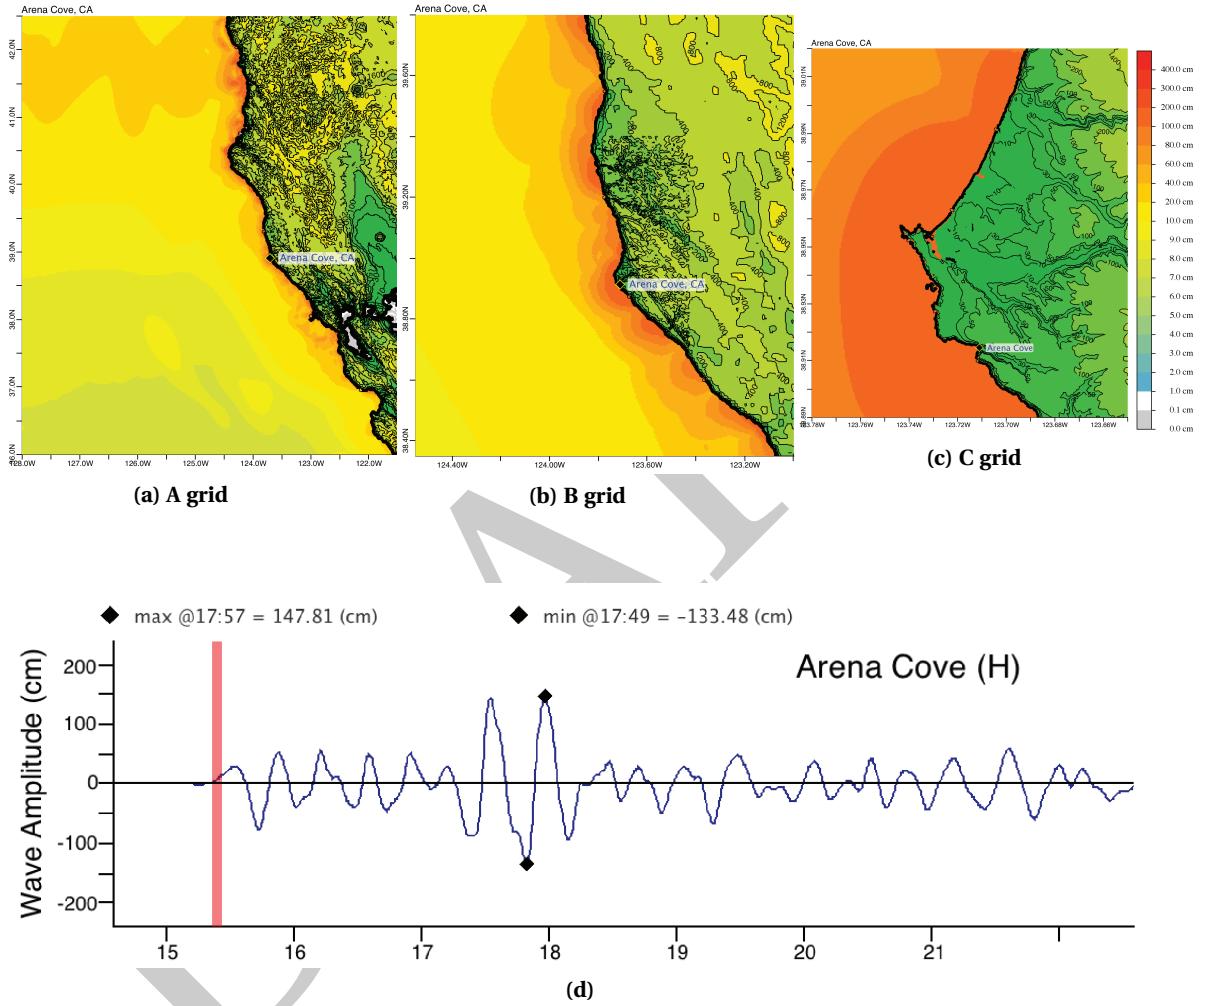 Arena Cove, CA
42.0N
41.0N
40.0N
39.0N
38.0N
37.0N
36.0N
128.0W 127.0W 126.0W 125.0W 124.0W 123.0W 122.0W
1600
Arena Cove, CA
(a) A grid
Arena Cove, CA
39.60N
39.20N
38.80N
38.40N
124.40W 124.00W 123.60W 123.20W
Arena Cove, CA
(b) B grid
Arena Cove, CA
39.01N
38.99N
38.97N
38.95N
38.93N
38.91N
38.89N
123.78W 123.76W 123.74W 123.72W 123.70W 123.68W 123.66W
Arena Cove
(c) C grid
400.0 cm
300.0 cm
200.0 cm
100.0 cm
80.0 cm
60.0 cm
40.0 cm
20.0 cm
10.0 cm
9.0 cm
8.0 cm
7.0 cm
6.0 cm
5.0 cm
4.0 cm
3.0 cm
2.0 cm
1.0 cm
0.1 cm
0.0 cm
max @17:57 = 147.81 (cm) min @17:49 = -133.48 (cm)
Arena Cove (H)
Wave Amplitude (cm)
200
100
0
-100
-200
15 16 17 18 19 20 21
(d)